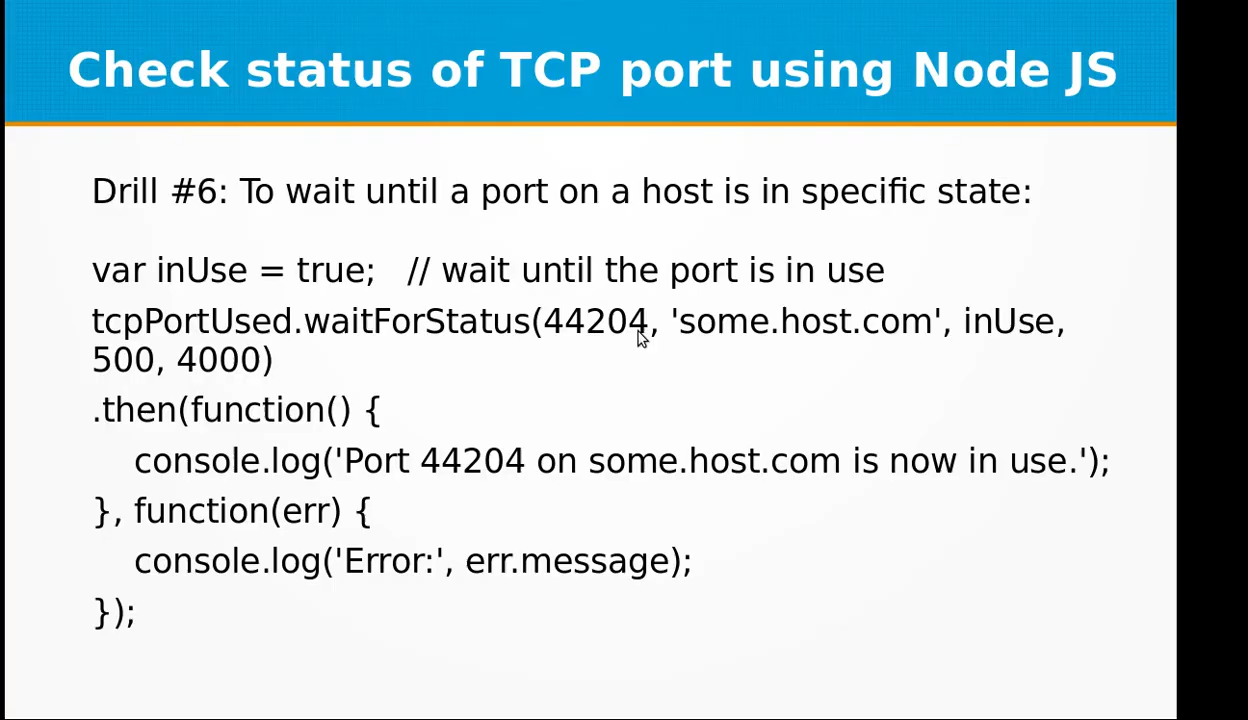 Check status of TCP port using Node JS
Drill #6: To wait until a port on a host is in specific state:
var inUse = true;   // wait until the port is in use
tcpPortUsed.waitForStatus(44204, 'some.host.com', inUse,
500, 4000)
.then(function() {
    console.log('Port 44204 on some.host.com is now in use.');
}, function(err) {
    console.log('Error:', err.message);
});